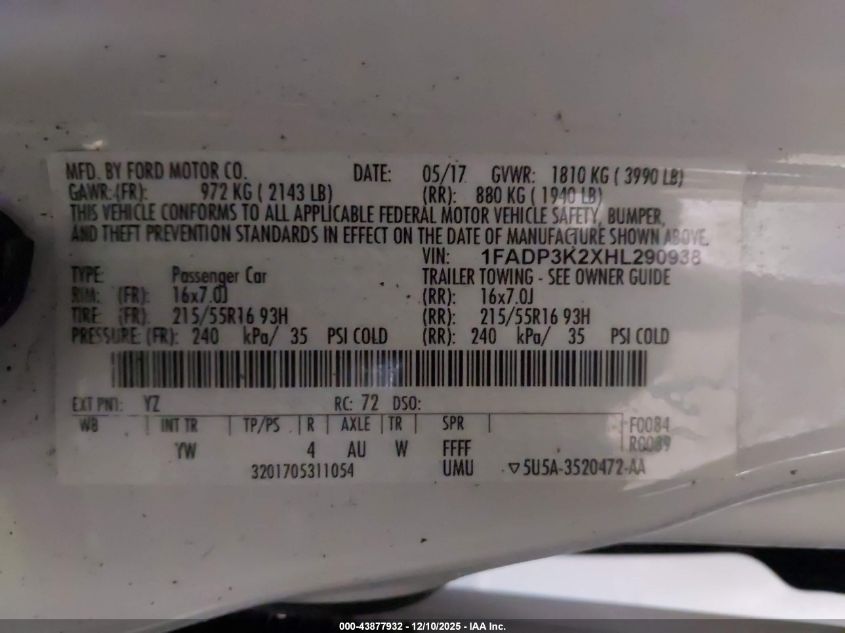 MFD. BY FORD MOTOR CO. DATE: 05/17 GVWR: 1810 KG ( 3990 LB)
GAWR:(FR): 972 KG ( 2143 LB) (RR): 880 KG ( 1940 LB)
THIS VEHICLE CONFORMS TO ALL APPLICABLE FEDERAL MOTOR VEHICLE SAFETY, BUMPER,
AND THEFT PREVENTION STANDARDS IN EFFECT ON THE DATE OF MANUFACTURE SHOWN ABOVE.
VIN: 1FADP3K2XHL290938
TYPE: Passenger Car TRAILER TOWING - SEE OWNER GUIDE
RIM: (FR): 16x7.0J (RR): 16x7.0J
TIRE: (FR): 215/55R16 93H (RR): 215/55R16 93H
PRESSURE: (FR): 240 kPa/ 35 PSI COLD (RR): 240 kPa/ 35 PSI COLD
EXT PNT: YZ RC: 72 DSO:
WB INT TR TP/PS R AXLE TR SPR F0084
YW 4 AU W FFFF R0089
3201705311054 UMU ▽5U5A-3520472-AA
000-43877932 - 12/10/2025 - IAA Inc.